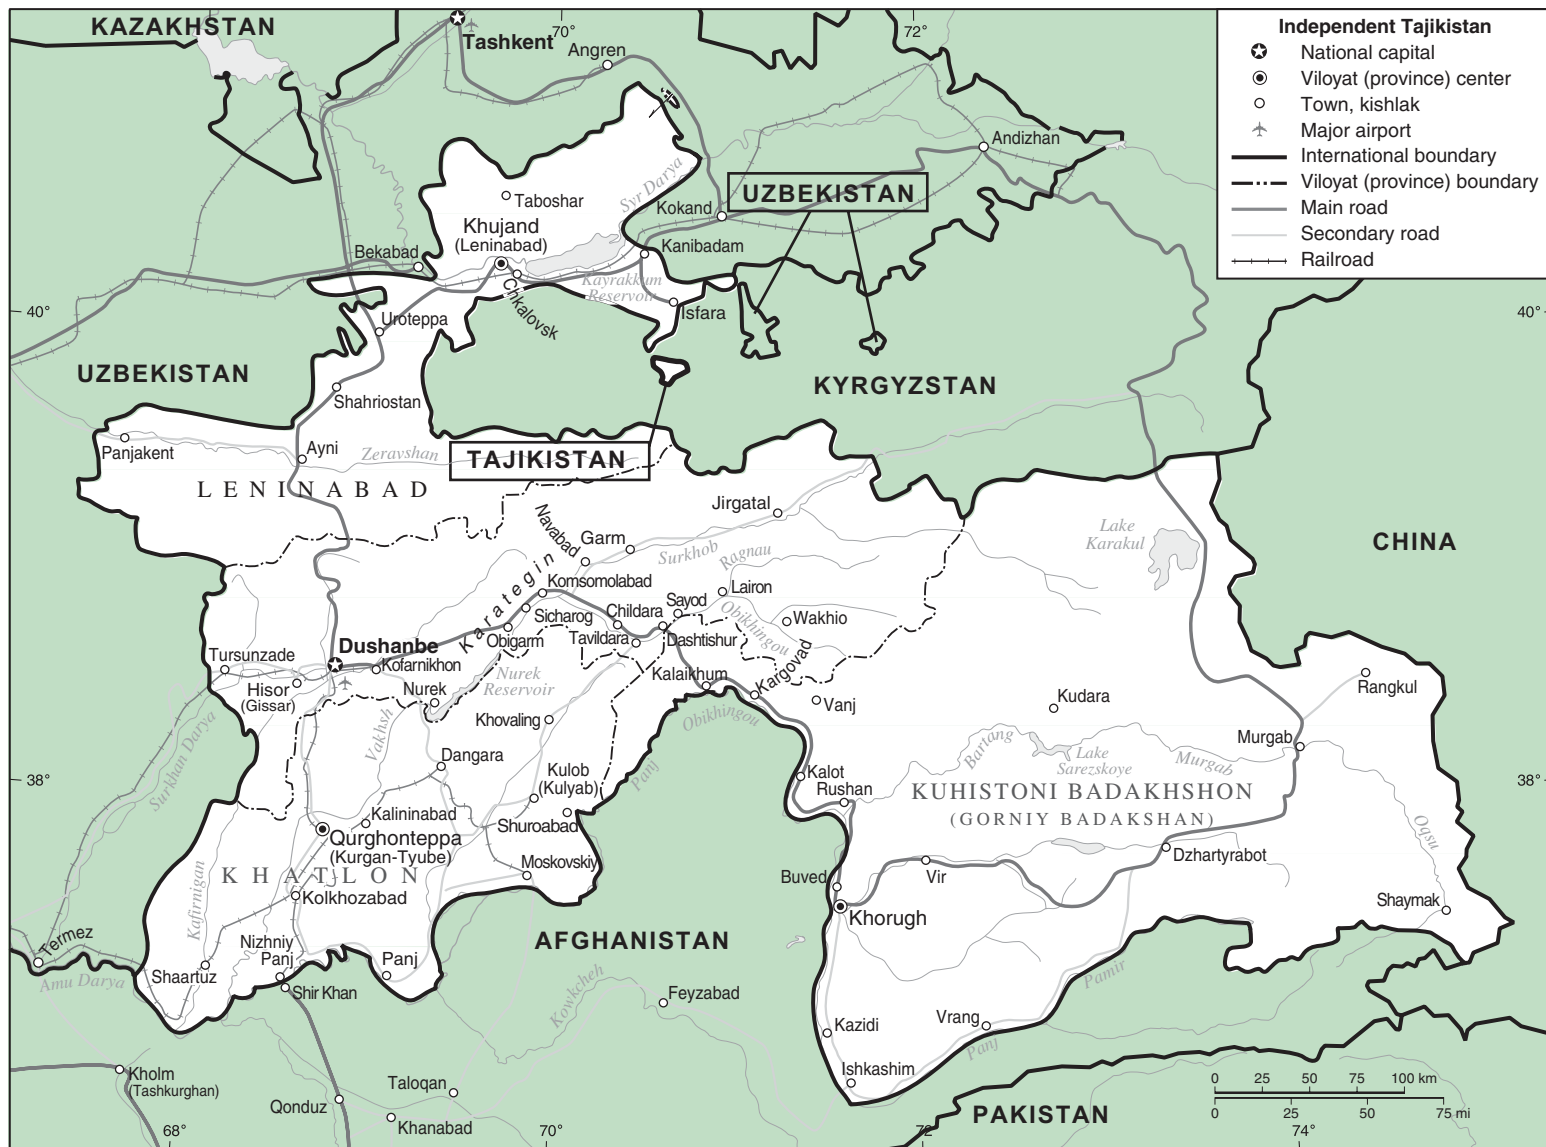 KAZAKHSTAN
Tashkent
70°
Angren
72°
Independent Tajikistan
National capital
Viloyat (province) center
Town, kishlak
Major airport
International boundary
Viloyat (province) boundary
Main road
Secondary road
Railroad
Andizhan
Taboshar
Syr Darya
UZBEKISTAN
Kokand
Khujand
(Leninabad)
Kanibadam
Bekabad
Kayrakkum
Reservoir
Chkalovsk
Isfara
40°
Uroteppa
40°
UZBEKISTAN
KYRGYZSTAN
Shahriostan
Panjakent
Ayni
Zeravshan
TAJIKISTAN
LENINABAD
Jirgatal
Navabad
Garm
Surkhob
Ragnau
Lake
Karakul
CHINA
Karategin
Komsomolabad
Sicharog
Childara
Sayod
Lairon
Obikhingou
Wakhio
Obigarm
Tavildara
Dashtishur
Dushanbe
Tursunzade
Kofarnikhon
Hisor
(Gissar)
Nurek
Nurek
Reservoir
Kalaikhum
Kargovad
Vanj
Kudara
Rangkul
Khovaling
Obikhingou
Surkhan Darya
Vakhsh
Dangara
Panj
Bartang
Lake
Sarezskoye
Murgab
Murgab
38°
Kulob
(Kulyab)
Kalot
Rushan
38°
KUHISTONI BADAKHSHON
(GORNIY BADAKSHAN)
Kalininabad
Shuroabad
Qurghonteppa
(Kurgan-Tyube)
Moskovskiy
Oqsu
Dzhartyrabot
KHATLON
Kafirnigan
Kolkhozabad
Buved
Vir
Khorugh
Shaymak
Termez
Nizhniy
Panj
Panj
AFGHANISTAN
Amu Darya
Shaartuz
Shir Khan
Kowkcheh
Feyzabad
Pamir
Kazidi
Vrang
Panj
Ishkashim
Kholm
(Tashkurghan)
Taloqan
Qonduz
Khanabad
PAKISTAN
0 25 50 75 100 km
0 25 50 75 mi
68°
70°
72
74°